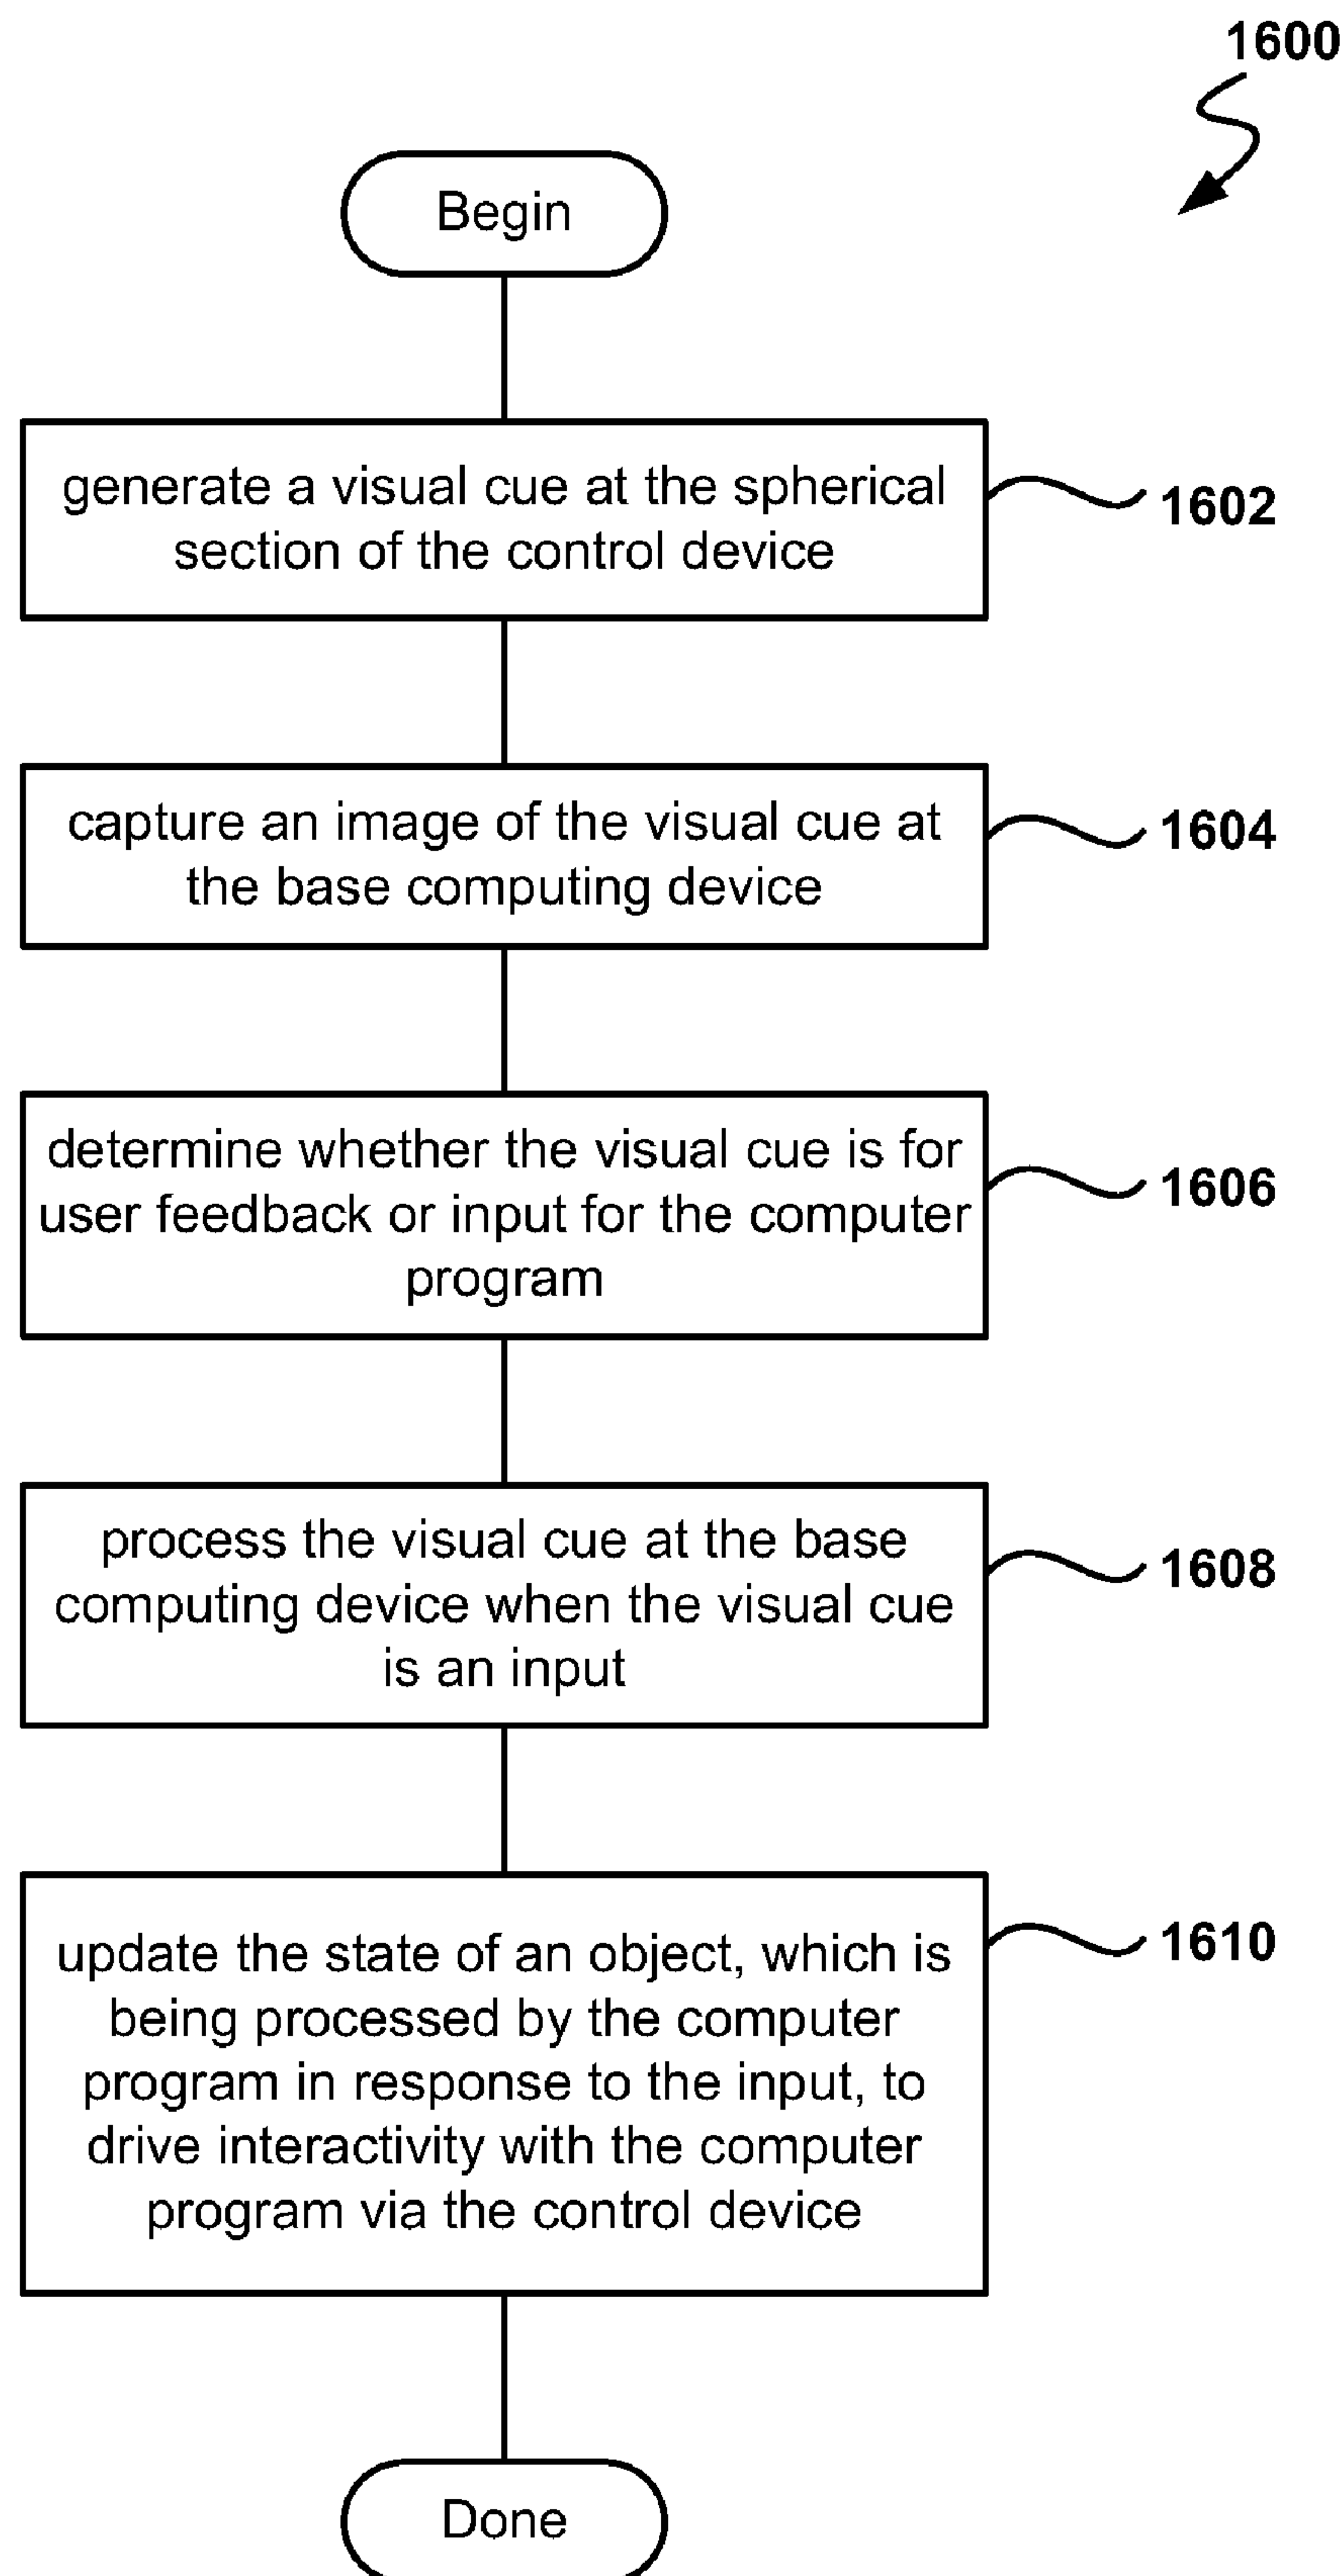 1600
Begin
generate a visual cue at the spherical
section of the control device
1602
capture an image of the visual cue at
the base computing device
1604
determine whether the visual cue is for
user feedback or input for the computer
program
1606
process the visual cue at the base
computing device when the visual cue
is an input
1608
update the state of an object, which is
being processed by the computer
program in response to the input, to
drive interactivity with the computer
program via the control device
1610
Done